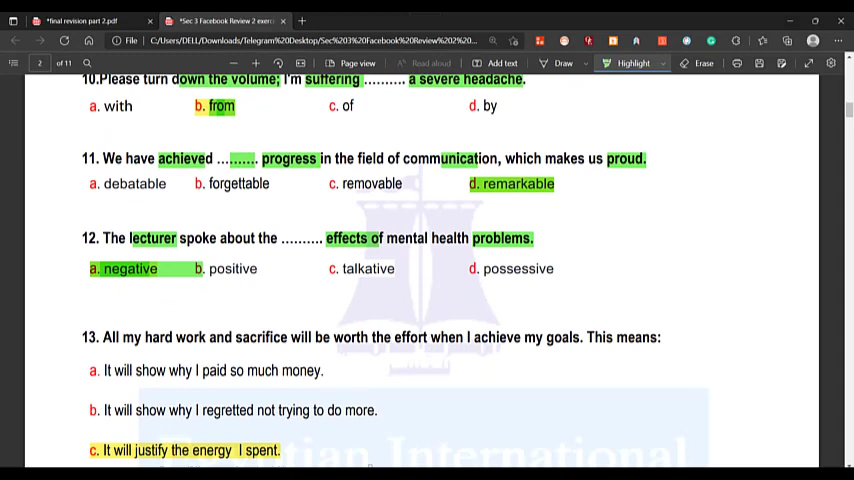 *final revision part 2.pdf
*Sec 3 Facebook Review 2 exerci
File C:/Users/DELL/Downloads/Telegram%20Desktop/Sec%203%20Facebook%20Review%202%20...
2 of 11 Page view Read aloud Add text Draw Highlight Erase
10.Please turn down the volume; I'm suffering .......... a severe headache.
a. with b. from c. of d. by
11. We have achieved .......... progress in the field of communication, which makes us proud.
a. debatable b. forgettable c. removable d. remarkable
12. The lecturer spoke about the .......... effects of mental health problems.
a. negative b. positive c. talkative d. possessive
13. All my hard work and sacrifice will be worth the effort when I achieve my goals. This means:
a. It will show why I paid so much money.
b. It will show why I regretted not trying to do more.
c. It will justify the energy I spent.
Egyptian International